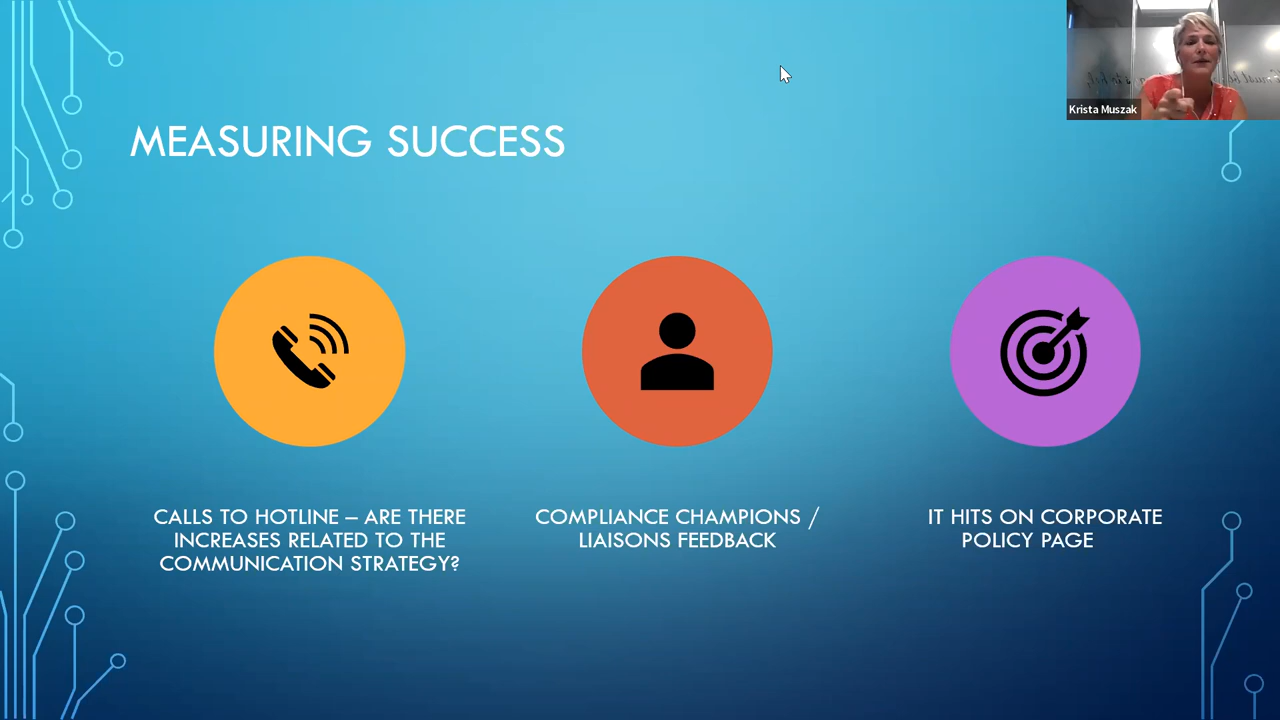 Krista Muszak
MEASURING SUCCESS
CALLS TO HOTLINE – ARE THERE
INCREASES RELATED TO THE
COMMUNICATION STRATEGY?
COMPLIANCE CHAMPIONS /
LIAISONS FEEDBACK
IT HITS ON CORPORATE
POLICY PAGE